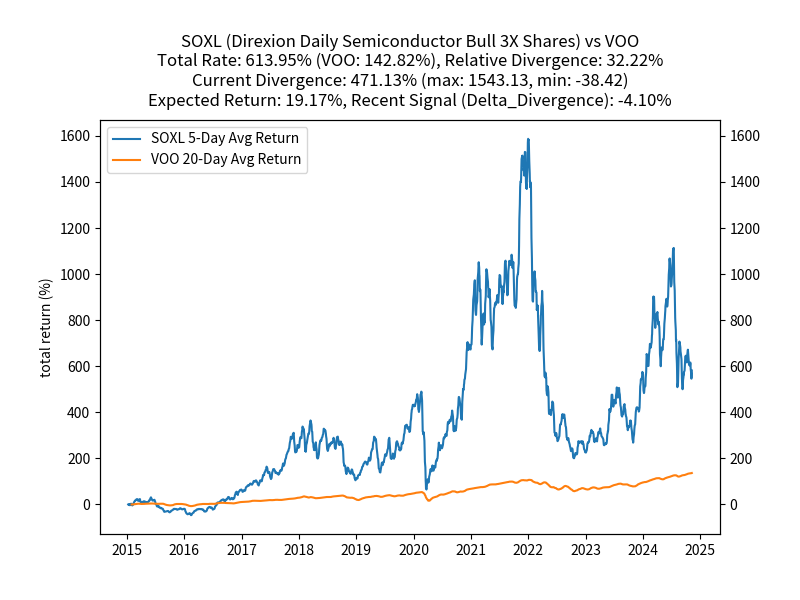 SOXL (Direxion Daily Semiconductor Bull 3X Shares) vs VOO
Total Rate: 613.95% (VOO: 142.82%), Relative Divergence: 32.22%
Current Divergence: 471.13% (max: 1543.13, min: -38.42)
Expected Return: 19.17%, Recent Signal (Delta_Divergence): -4.10%
SOXL 5-Day Avg Return
VOO 20-Day Avg Return
total return (%)
1600
1400
1200
1000
800
600
400
200
0
1600
1400
1200
1000
800
600
400
200
0
2015 2016 2017 2018 2019 2020 2021 2022 2023 2024 2025